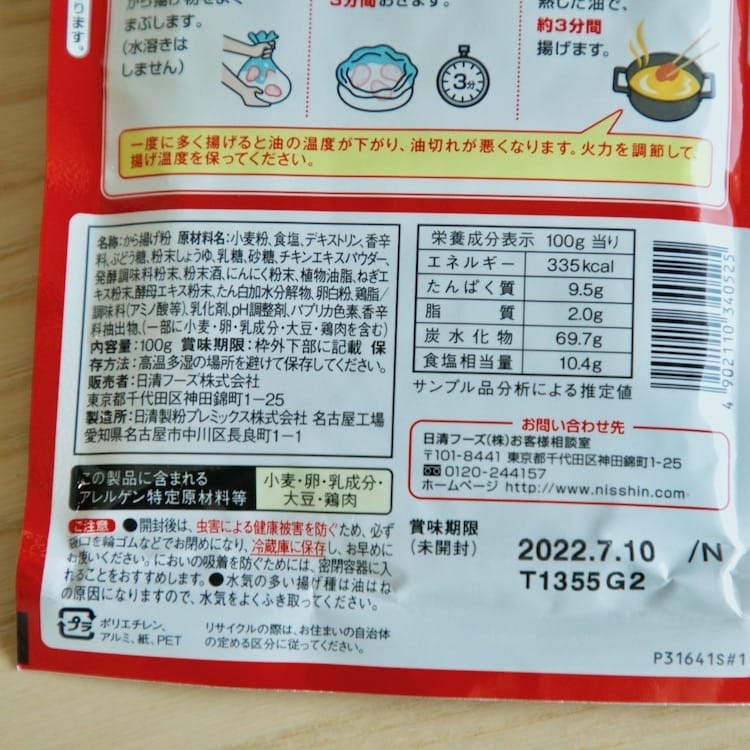 ります。
から揚げ粉をよく
まぶします。
(水溶きは
しません)
3分間おきます。
3分
熱した油で、
約3分間
揚げます。
一度に多く揚げると油の温度が下がり、油切れが悪くなります。火力を調節して、
揚げ温度を保ってください。
名称:から揚げ粉 原材料名:小麦粉、食塩、デキストリン、香辛
料、ぶどう糖、粉末しょうゆ、乳糖、砂糖、チキンエキスパウダー、
発酵調味料粉末、粉末酒、にんにく粉末、植物油脂、ねぎエ
キス粉末、酵母エキス粉末、たん白加水分解物、卵白粉、鶏脂/
調味料(アミノ酸等)、乳化剤、pH調整剤、パプリカ色素、香辛
料抽出物、(一部に小麦・卵・乳成分・大豆・鶏肉を含む)
内容量:100g 賞味期限:枠外下部に記載 保
存方法:高温多湿の場所を避けて保存してください。
販売者:日清フーズ株式会社
東京都千代田区神田錦町1-25
製造所:日清製粉プレミックス株式会社 名古屋工場
愛知県名古屋市中川区長良町1-1
栄養成分表示 100g 当り
エネルギー 335kcal
たんぱく質 9.5g
脂質 2.0g
炭水化物 69.7g
食塩相当量 10.4g
サンプル品分析による推定値
4902110340525
お問い合わせ先
日清フーズ(株)お客様相談室
〒101-8441 東京都千代田区神田錦町1-25
0120-244157
ホームページ http://www.nisshin.com
この製品に含まれる
アレルゲン特定原材料等
小麦・卵・乳成分・
大豆・鶏肉
ご注意 ●開封後は、虫害による健康被害を防ぐため、必ず
袋口を輪ゴムなどでお閉めになり、冷蔵庫に保存し、お早めに
お使いください。においの吸着を防ぐためには、密閉容器に入
れることをおすすめします。●水気の多い揚げ種は油はね
の原因になりますので、水気をよくふき取ってください。
賞味期限
(未開封)
2022.7.10 /N
T1355G2
プラ
ポリエチレン、
アルミ、紙、PET
リサイクルの際は、お住まいの自治体
の定める区分に従ってください。
P31641S#1